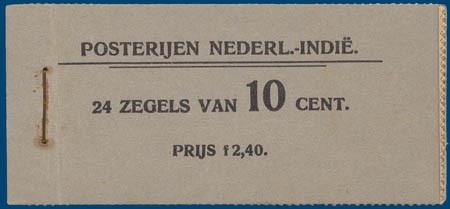 POSTERIJEN NEDERL.-INDIË.
24 ZEGELS VAN 10 CENT.
PRIJS f 2,40.